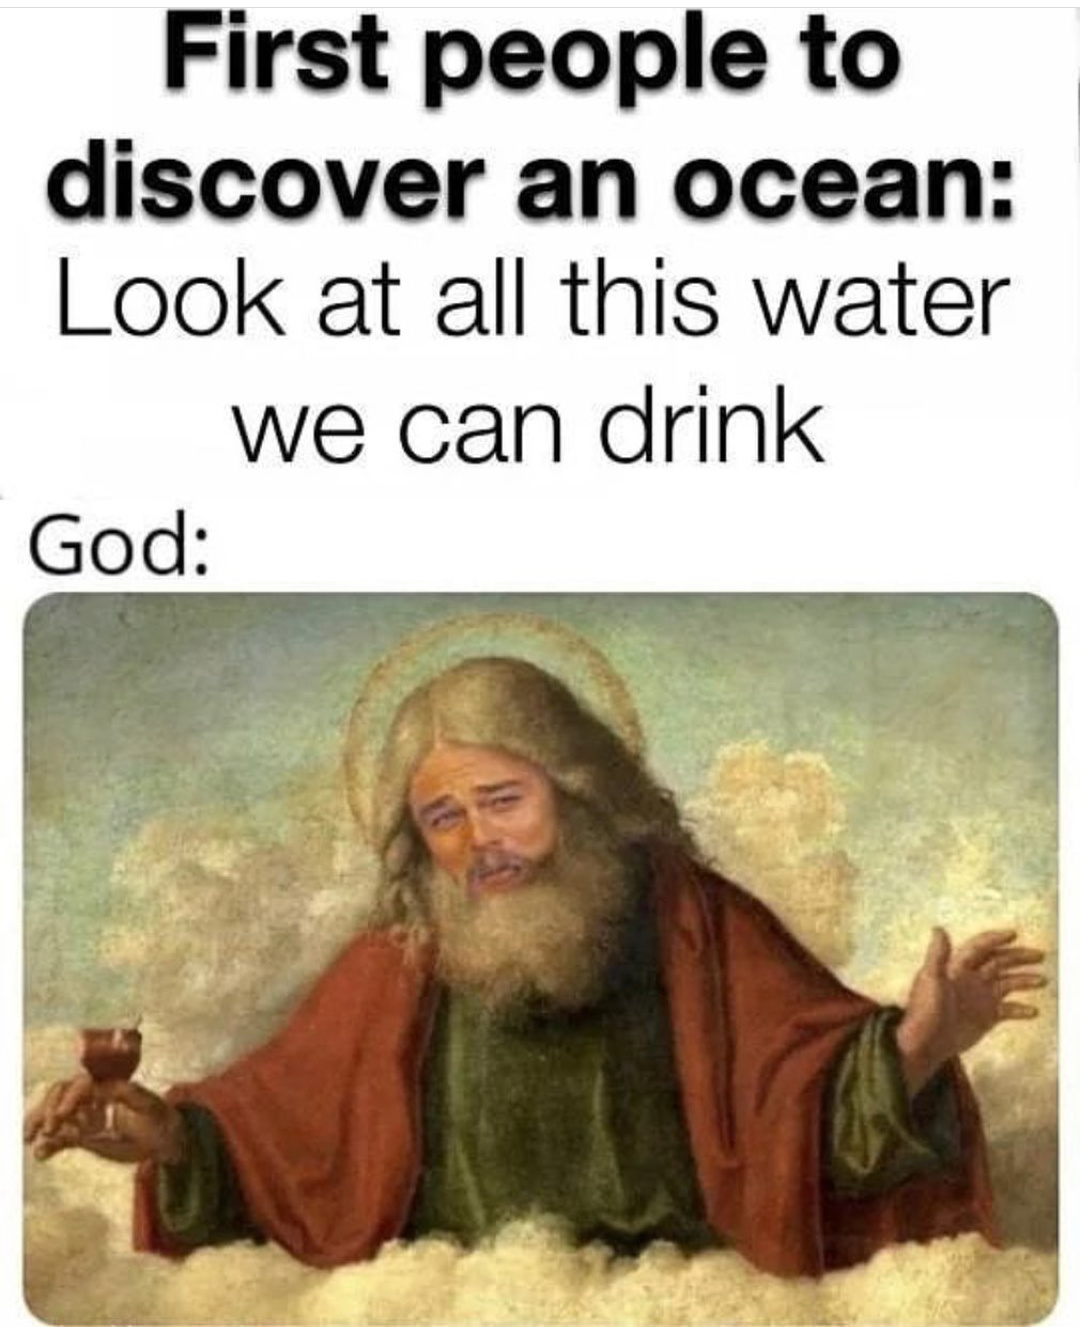 First people to
discover an ocean:
Look at all this water
we can drink
God: